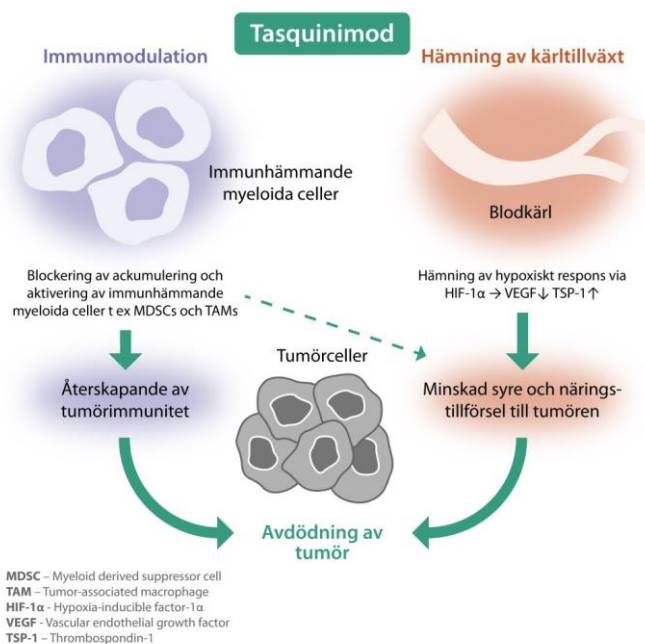 Tasquinimod
Immunmodulation
Hämning av kärltillväxt
Immunhämmande
myeloida celler
Blodkärl
Blockering av ackumulering och
aktivering av immunhämmande
myeloida celler t ex MDSCs och TAMs
Hämning av hypoxiskt respons via
HIF-1α → VEGF↓ TSP-1↑
Tumörceller
Återskapande av
tumörimmunitet
Minskad syre och närings-
tillförsel till tumören
Avdödning av
tumör
MDSC – Myeloid derived suppressor cell
TAM – Tumor-associated macrophage
HIF-1α - Hypoxia-inducible factor-1α
VEGF – Vascular endothelial growth factor
TSP-1 – Thrombospondin-1